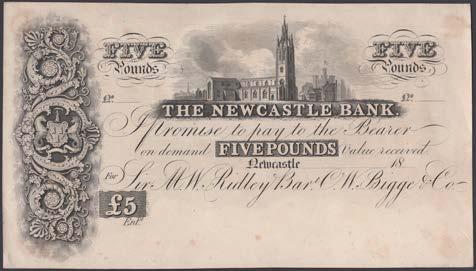 FIVE FIVE
Pounds Pounds
No. No.
THE NEWCASTLE BANK.
I Promise to pay to the Bearer
on demand FIVE POUNDS Value received
Newcastle 18
For Sir M.W. Ridley Bart. C.W. Bigge & Co
£5
Entd.